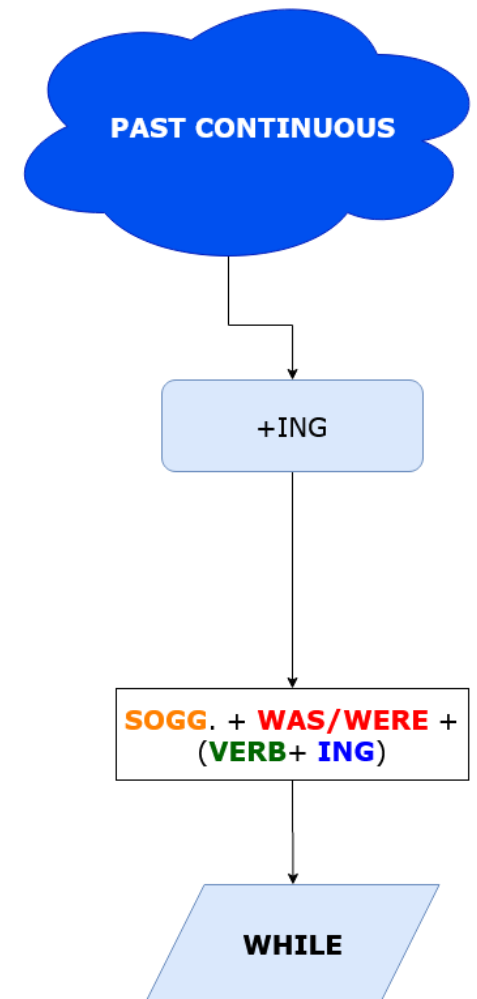 PAST CONTINUOUS
+ING
SOGG. + WAS/WERE +
(VERB+ ING)
WHILE